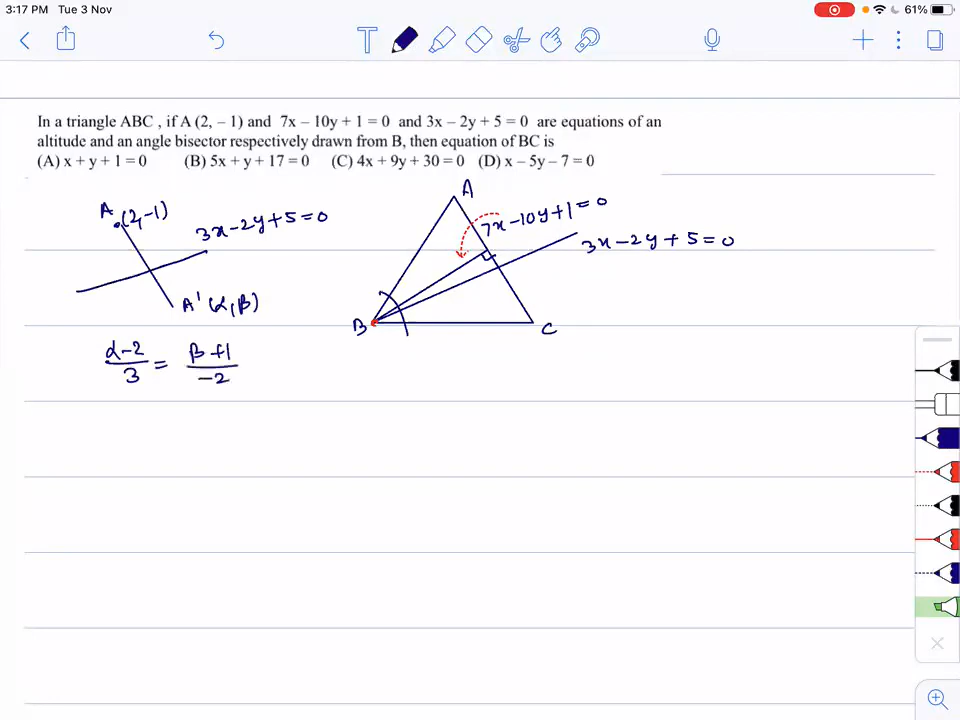 3:17 PM Tue 3 Nov 61%
In a triangle ABC , if A (2, – 1) and 7x – 10y + 1 = 0 and 3x – 2y + 5 = 0 are equations of an
altitude and an angle bisector respectively drawn from B, then equation of BC is
(A) x + y + 1 = 0 (B) 5x + y + 17 = 0 (C) 4x + 9y + 30 = 0 (D) x – 5y – 7 = 0
A (2,-1)
3x-2y+5=0
A' (α,β)
A
7x-10y+1=0
3x-2y+5=0
B
C
α-2/3 = β+1/-2